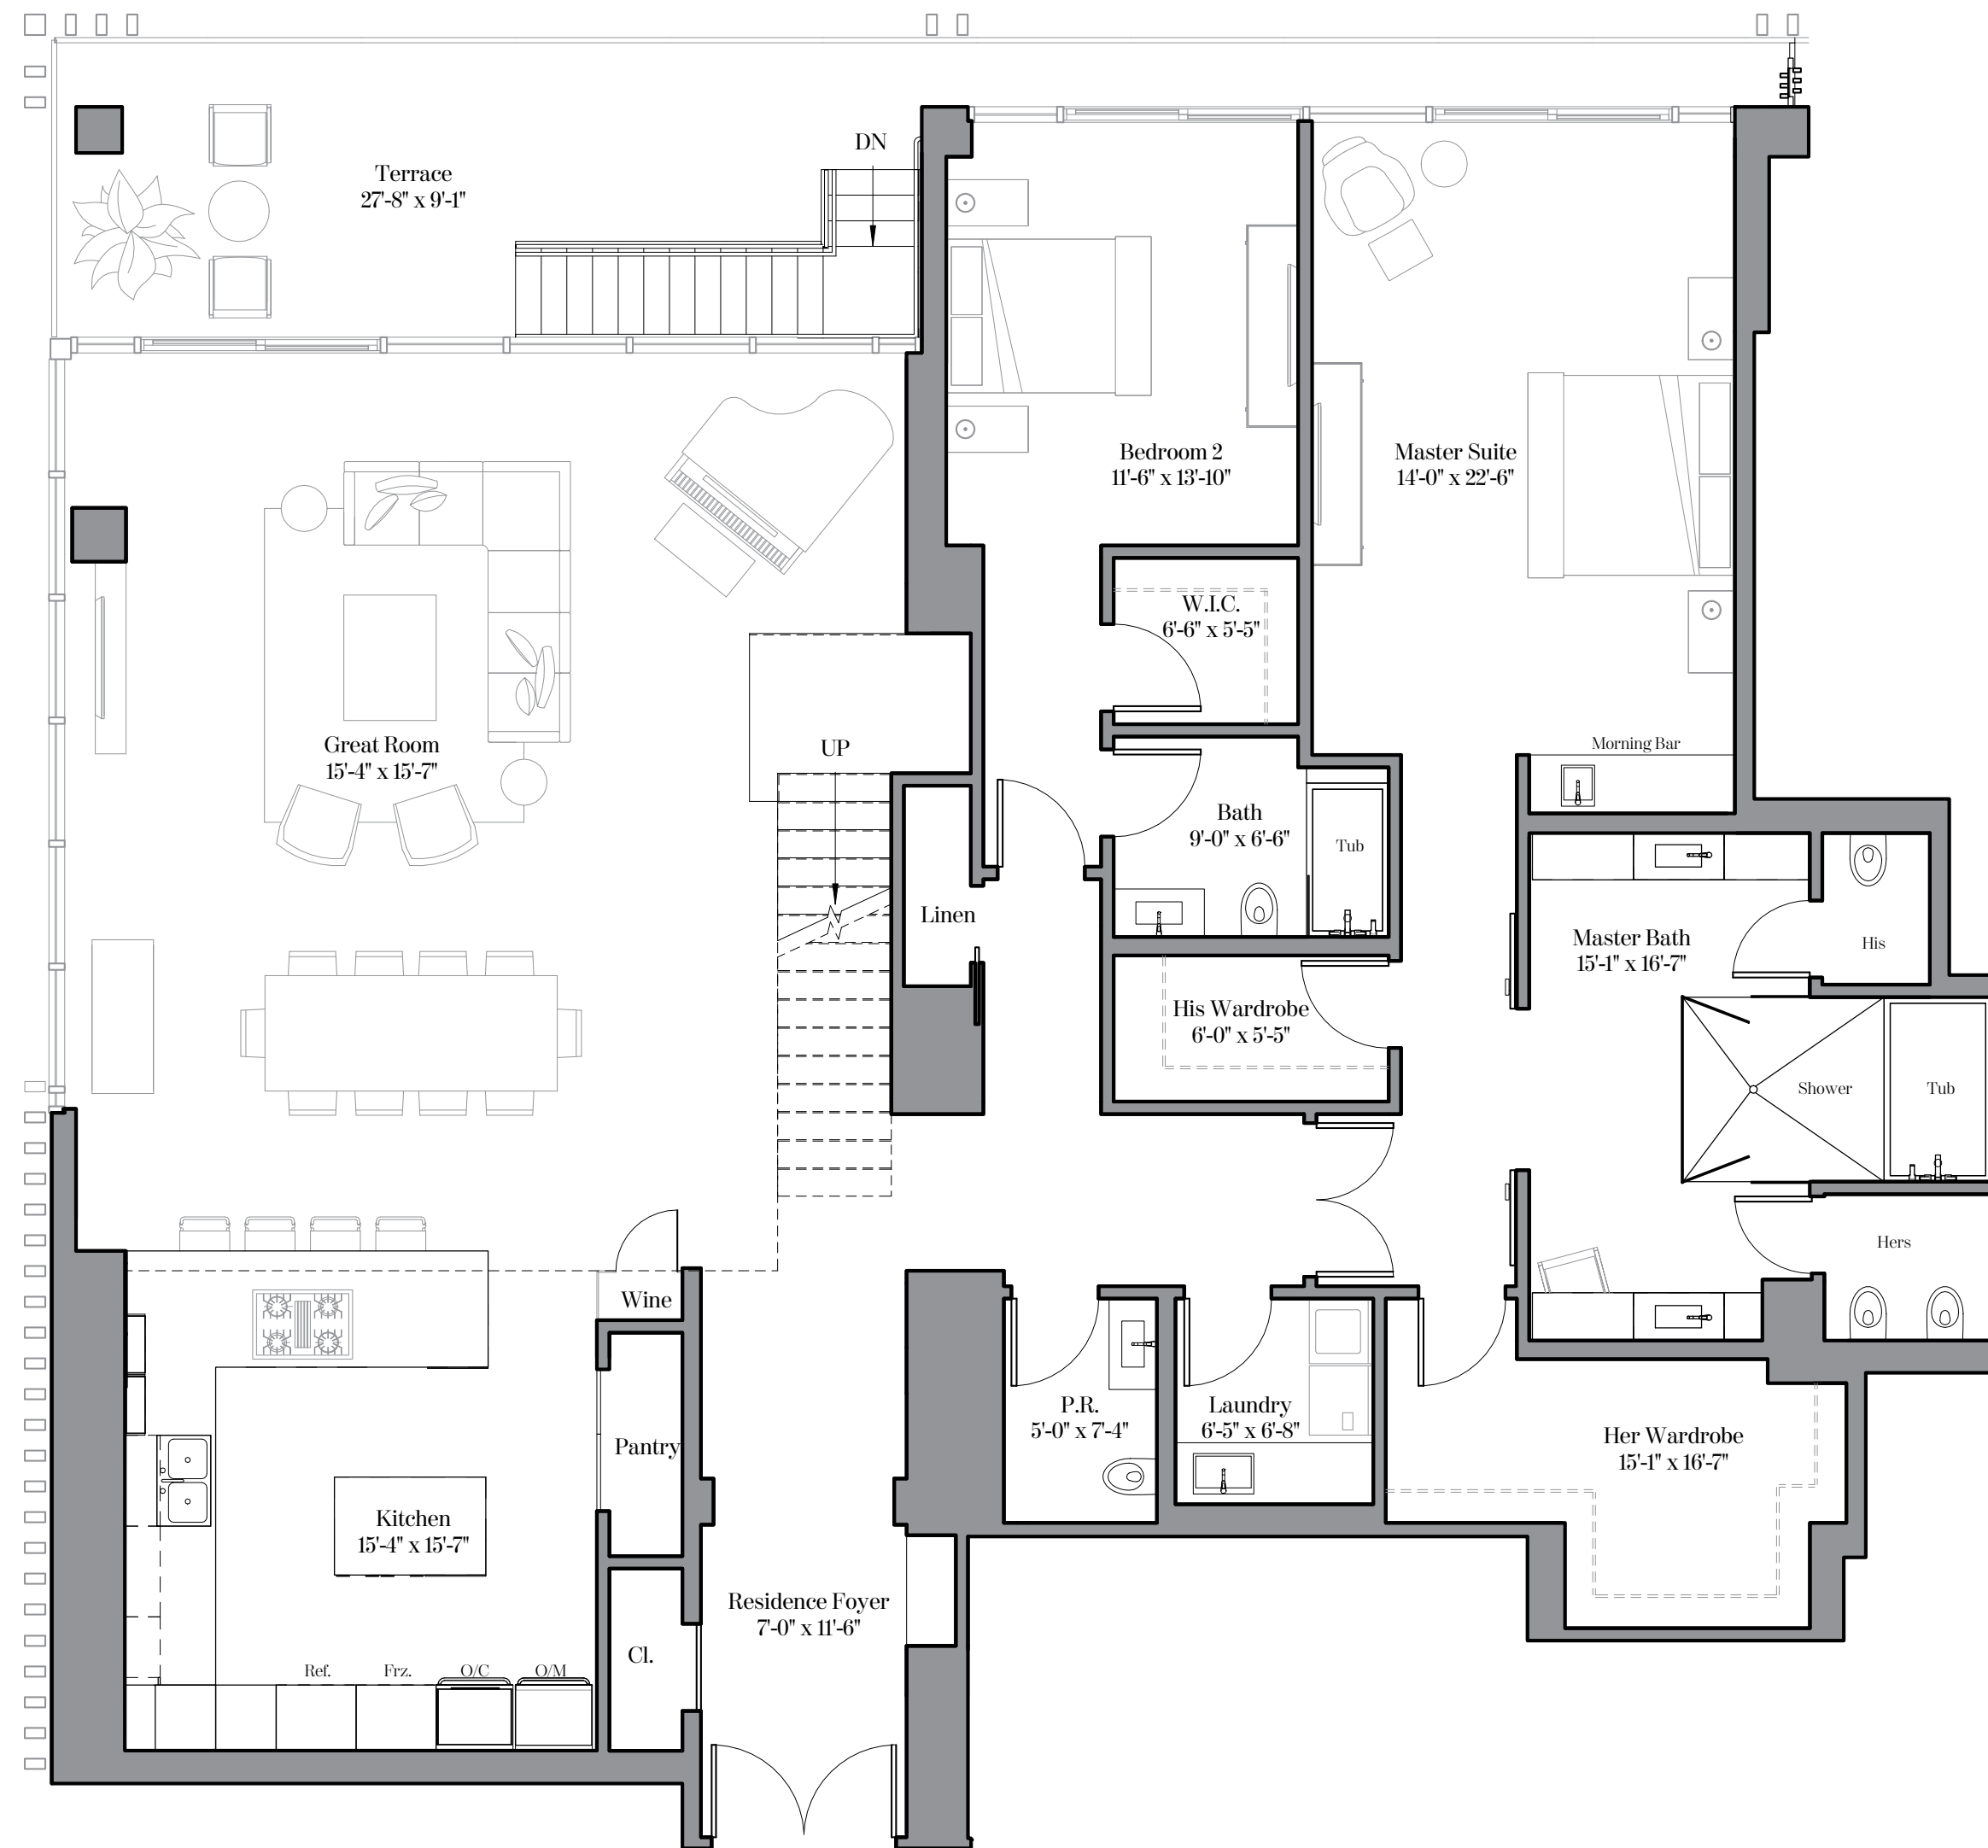 DN
Terrace
27'-8" x 9'-1"
Bedroom 2
11'-6" x 13'-10"
Master Suite
14'-0" x 22'-6"
W.I.C.
6'-6" x 5'-5"
Great Room
15'-4" x 15'-7"
UP
Morning Bar
Bath
9'-0" x 6'-6"
Tub
Linen
Master Bath
15'-1" x 16'-7"
His
His Wardrobe
6'-0" x 5'-5"
Shower
Tub
Hers
Wine
P.R.
5'-0" x 7'-4"
Laundry
6'-5" x 6'-8"
Pantry
Her Wardrobe
15'-1" x 16'-7"
Kitchen
15'-4" x 15'-7"
Residence Foyer
7'-0" x 11'-6"
Cl.
Ref.
Frz.
O/C
O/M